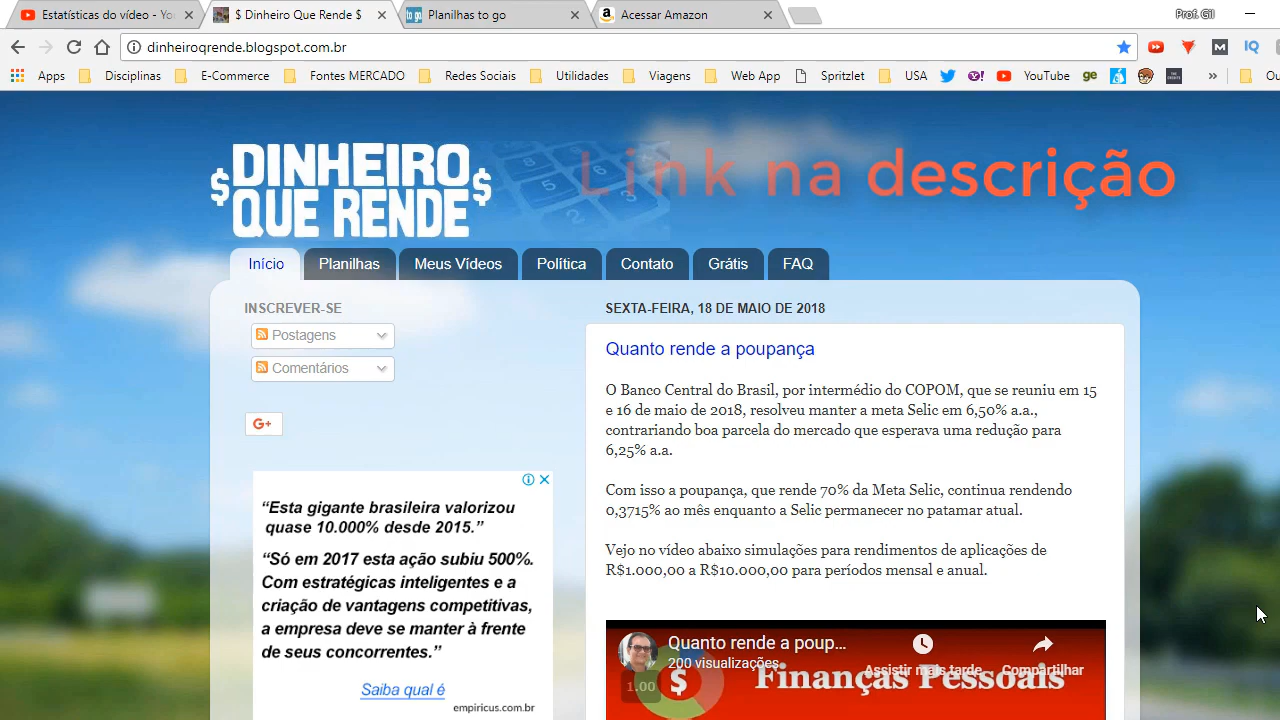 Estatísticas do vídeo - Yo
$ Dinheiro Que Rende $
Planilhas to go
Acessar Amazon
Prof. Gil
dinheiroqrende.blogspot.com.br
Apps
Disciplinas
E-Commerce
Fontes MERCADO
Redes Sociais
Utilidades
Viagens
Web App
Spritzlet
USA
YouTube
ge
»
Ou
$DINHEIRO$
QUE RENDE
Link na descrição
Início
Planilhas
Meus Vídeos
Política
Contato
Grátis
FAQ
INSCREVER-SE
Postagens
Comentários
G+
“Esta gigante brasileira valorizou
quase 10.000% desde 2015.”
“Só em 2017 esta ação subiu 500%.
Com estratégicas inteligentes e a
criação de vantagens competitivas,
a empresa deve se manter à frente
de seus concorrentes.”
Saiba qual é
empiricus.com.br
SEXTA-FEIRA, 18 DE MAIO DE 2018
Quanto rende a poupança
O Banco Central do Brasil, por intermédio do COPOM, que se reuniu em 15
e 16 de maio de 2018, resolveu manter a meta Selic em 6,50% a.a.,
contrariando boa parcela do mercado que esperava uma redução para
6,25% a.a.
Com isso a poupança, que rende 70% da Meta Selic, continua rendendo
0,3715% ao mês enquanto a Selic permanecer no patamar atual.
Vejo no vídeo abaixo simulações para rendimentos de aplicações de
R$1.000,00 a R$10.000,00 para períodos mensal e anual.
Quanto rende a poup...
200 visualizações
Assistir mais tarde
Compartilhar
1.00
$
Finanças Pessoais